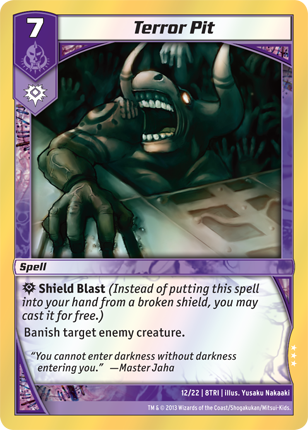 7
Terror Pit
Spell
Shield Blast (Instead of putting this spell
into your hand from a broken shield, you may
cast it for free.)
Banish target enemy creature.
"You cannot enter darkness without darkness
entering you." —Master Jaha
12/22 | 8TRI | illus. Yusaku Nakaaki
TM & © 2013 Wizards of the Coast/Shogakukan/Mitsui-Kids.